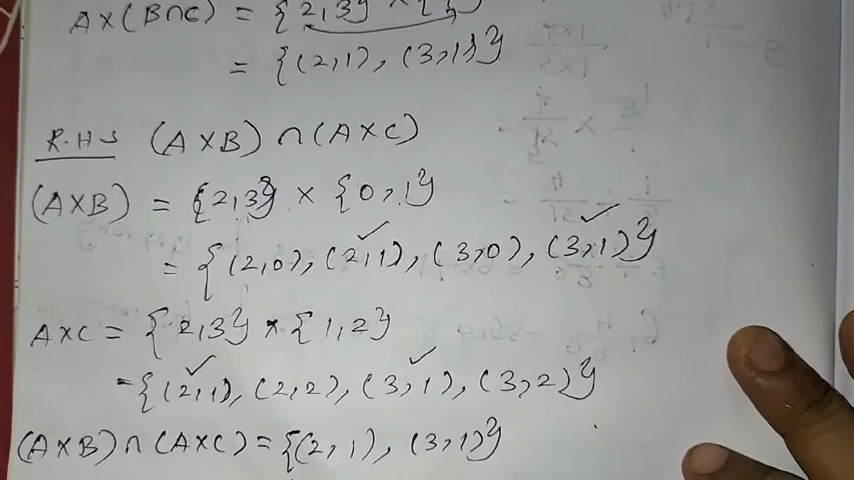 A×(B∩C) = {2,3} × {1}
= {(2,1), (3,1)}
R.H.S (A×B) ∩ (A×C)
(A×B) = {2,3} × {0,1}
= {(2,0), (2,1), (3,0), (3,1)}
A×C = {2,3} × {1,2}
= {(2,1), (2,2), (3,1), (3,2)}
(A×B)∩(A×C) = {(2,1), (3,1)}